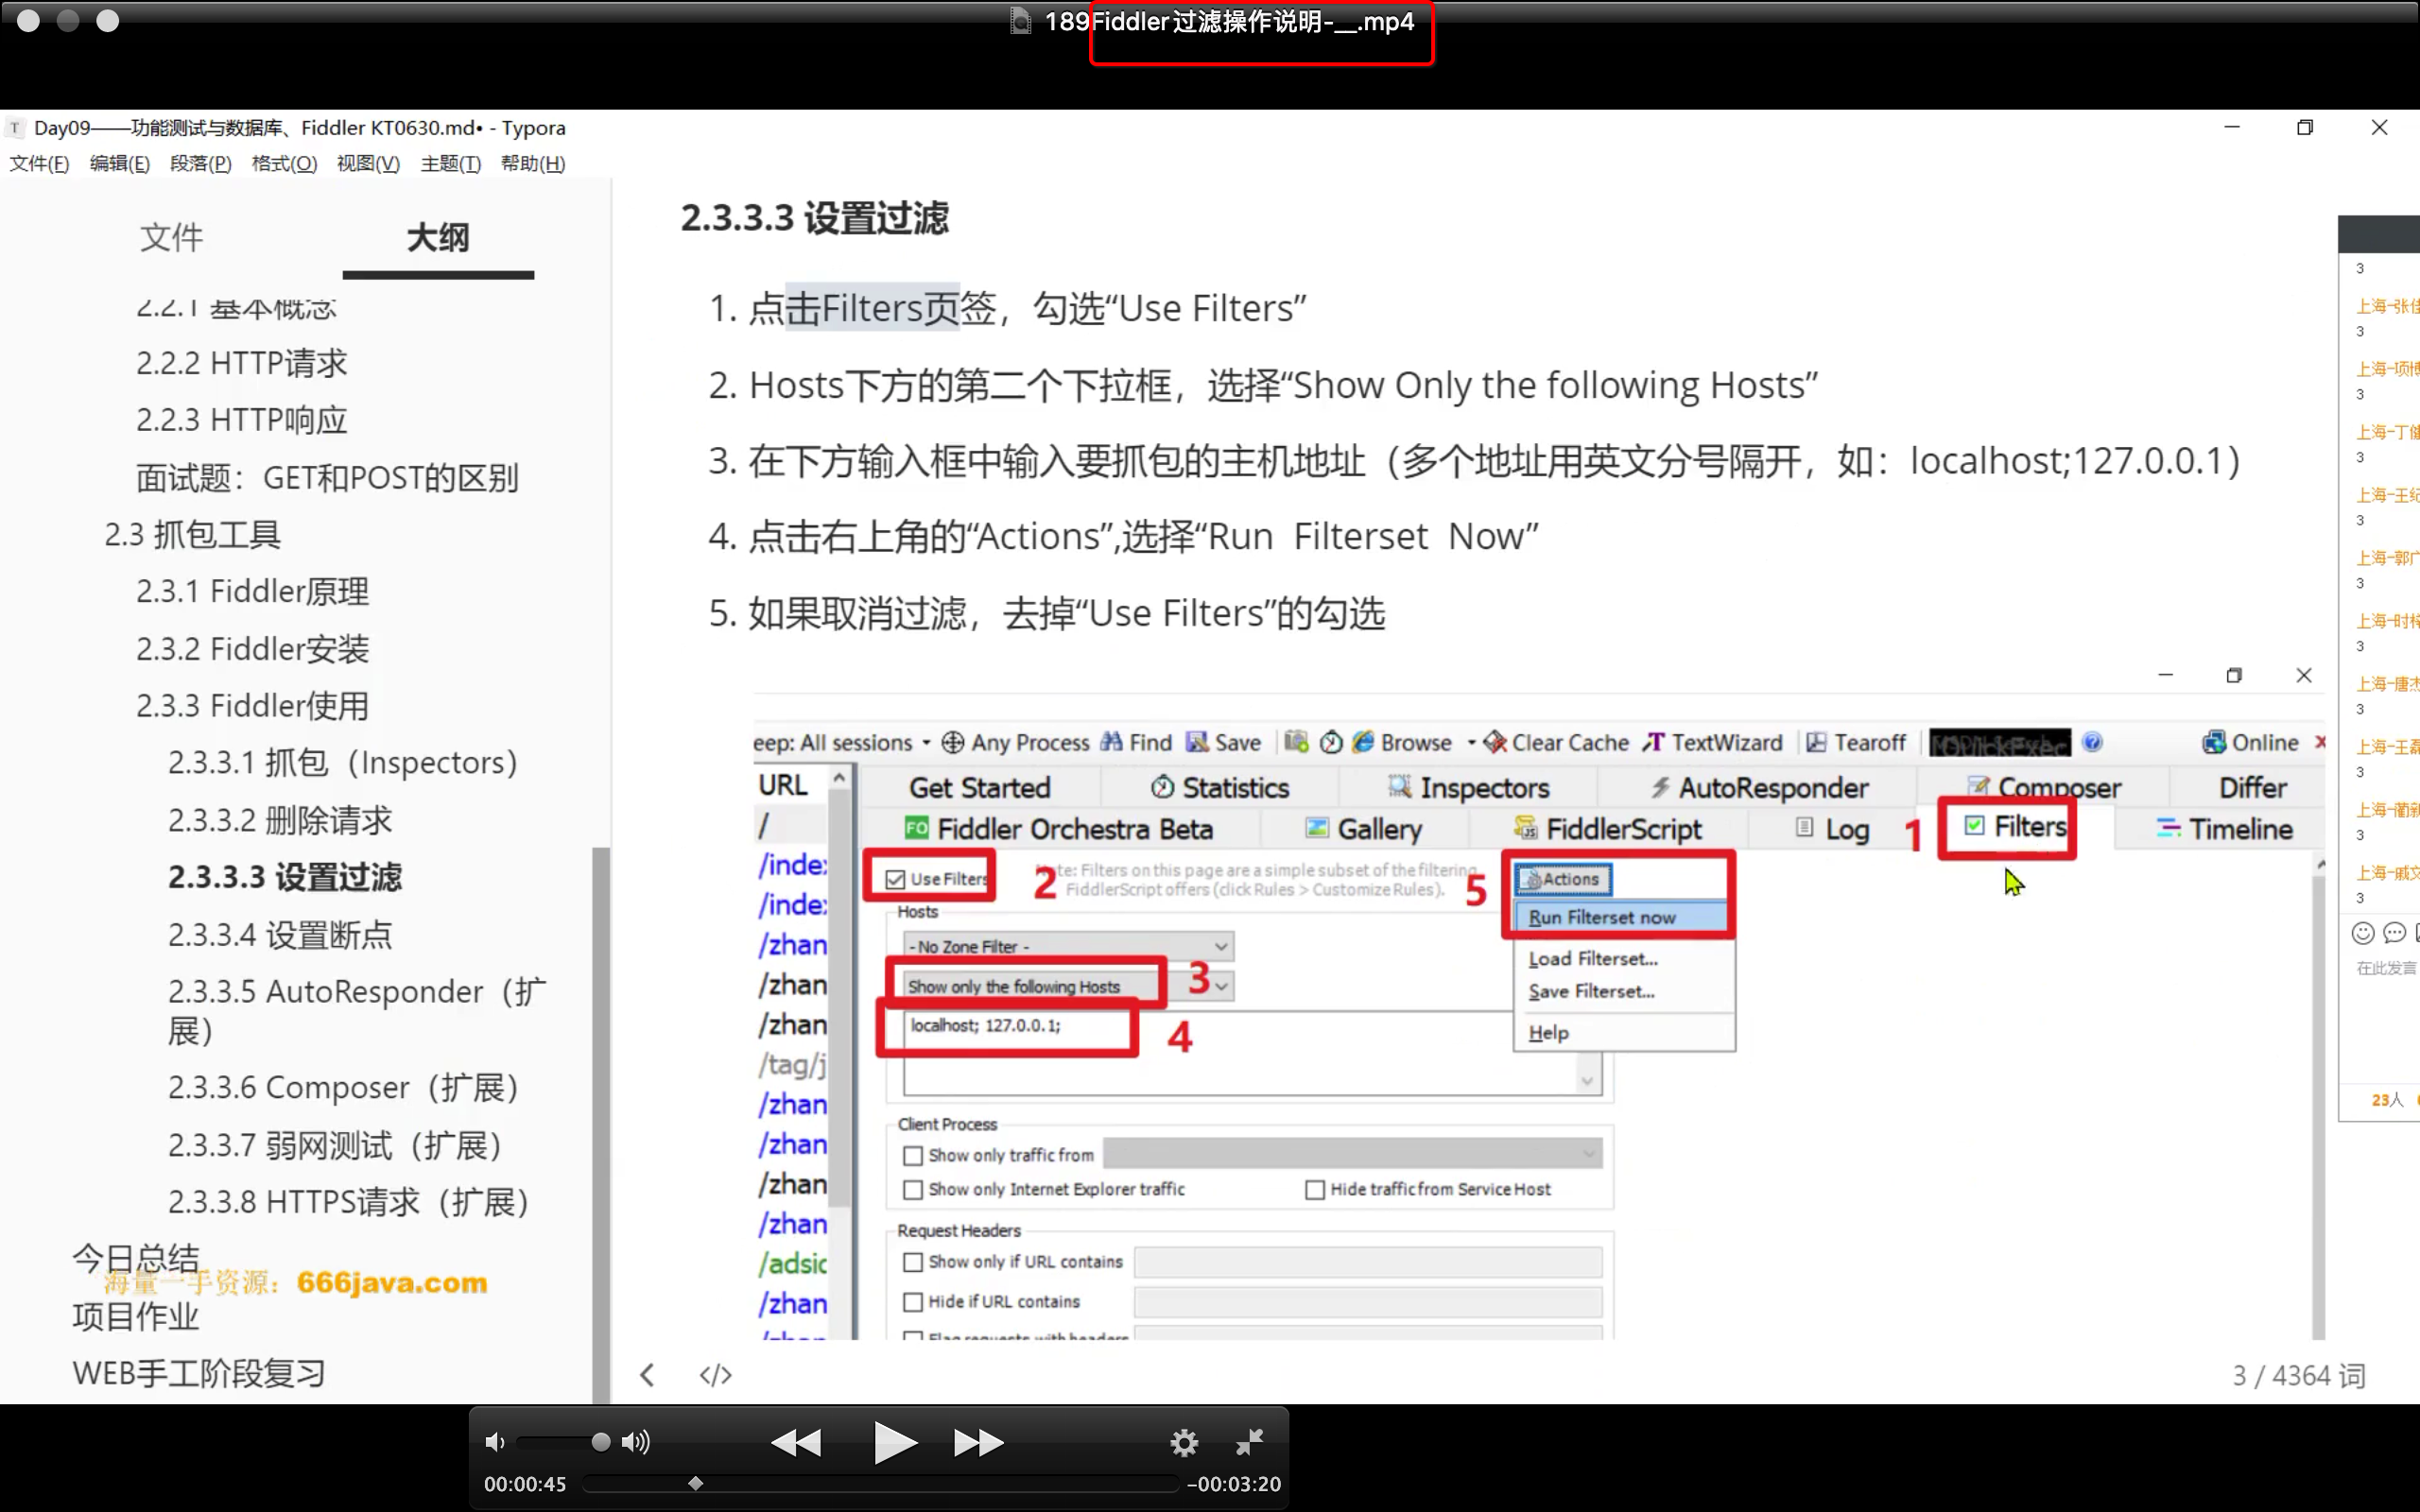 189Fiddler过滤操作说明-__.mp4
Day09——功能测试与数据库、Fiddler KT0630.md• - Typora
文件(F) 编辑(E) 段落(P) 格式(O) 视图(V) 主题(T) 帮助(H)
文件 大纲
2.2.1 基本概念
2.2.2 HTTP请求
2.2.3 HTTP响应
面试题：GET和POST的区别
2.3 抓包工具
2.3.1 Fiddler原理
2.3.2 Fiddler安装
2.3.3 Fiddler使用
2.3.3.1 抓包（Inspectors）
2.3.3.2 删除请求
2.3.3.3 设置过滤
2.3.3.4 设置断点
2.3.3.5 AutoResponder（扩
展）
2.3.3.6 Composer（扩展）
2.3.3.7 弱网测试（扩展）
2.3.3.8 HTTPS请求（扩展）
今日总结
海量一手资源：666java.com
项目作业
WEB手工阶段复习
2.3.3.3 设置过滤
1. 点击Filters页签，勾选“Use Filters”
2. Hosts下方的第二个下拉框，选择“Show Only the following Hosts”
3. 在下方输入框中输入要抓包的主机地址（多个地址用英文分号隔开，如：localhost;127.0.0.1）
4. 点击右上角的“Actions”,选择“Run Filterset Now”
5. 如果取消过滤，去掉“Use Filters”的勾选
eep: All sessions Any Process Find Save Browse Clear Cache TextWizard Tearoff Online
URL
/
/index
/index
/zhan
/zhan
/zhan
/tag/j
/zhan
/zhan
/zhan
/zhan
/adsic
/zhan
Get Started Statistics Inspectors AutoResponder Composer Differ
FO Fiddler Orchestra Beta Gallery FiddlerScript Log 1 Filters Timeline
Use Filters 2 Note: Filters on this page are a simple subset of the filtering
FiddlerScript offers (click Rules > Customize Rules). 5 Actions
Hosts
Run Filterset now
- No Zone Filter -
Load Filterset...
Show only the following Hosts 3
Save Filterset...
localhost; 127.0.0.1; 4
Help
Client Process
Show only traffic from
Show only Internet Explorer traffic Hide traffic from Service Host
Request Headers
Show only if URL contains
Hide if URL contains
Flag requests with headers
3 / 4364 词
3
上海-张佳
3
上海-项博
3
上海-丁健
3
上海-王纪
3
上海-郭广
3
上海-时
3
上海-唐杰
3
上海-王磊
3
上海-蔺新
3
上海-戚文
3
在此发言
23人
00:00:45 -00:03:20